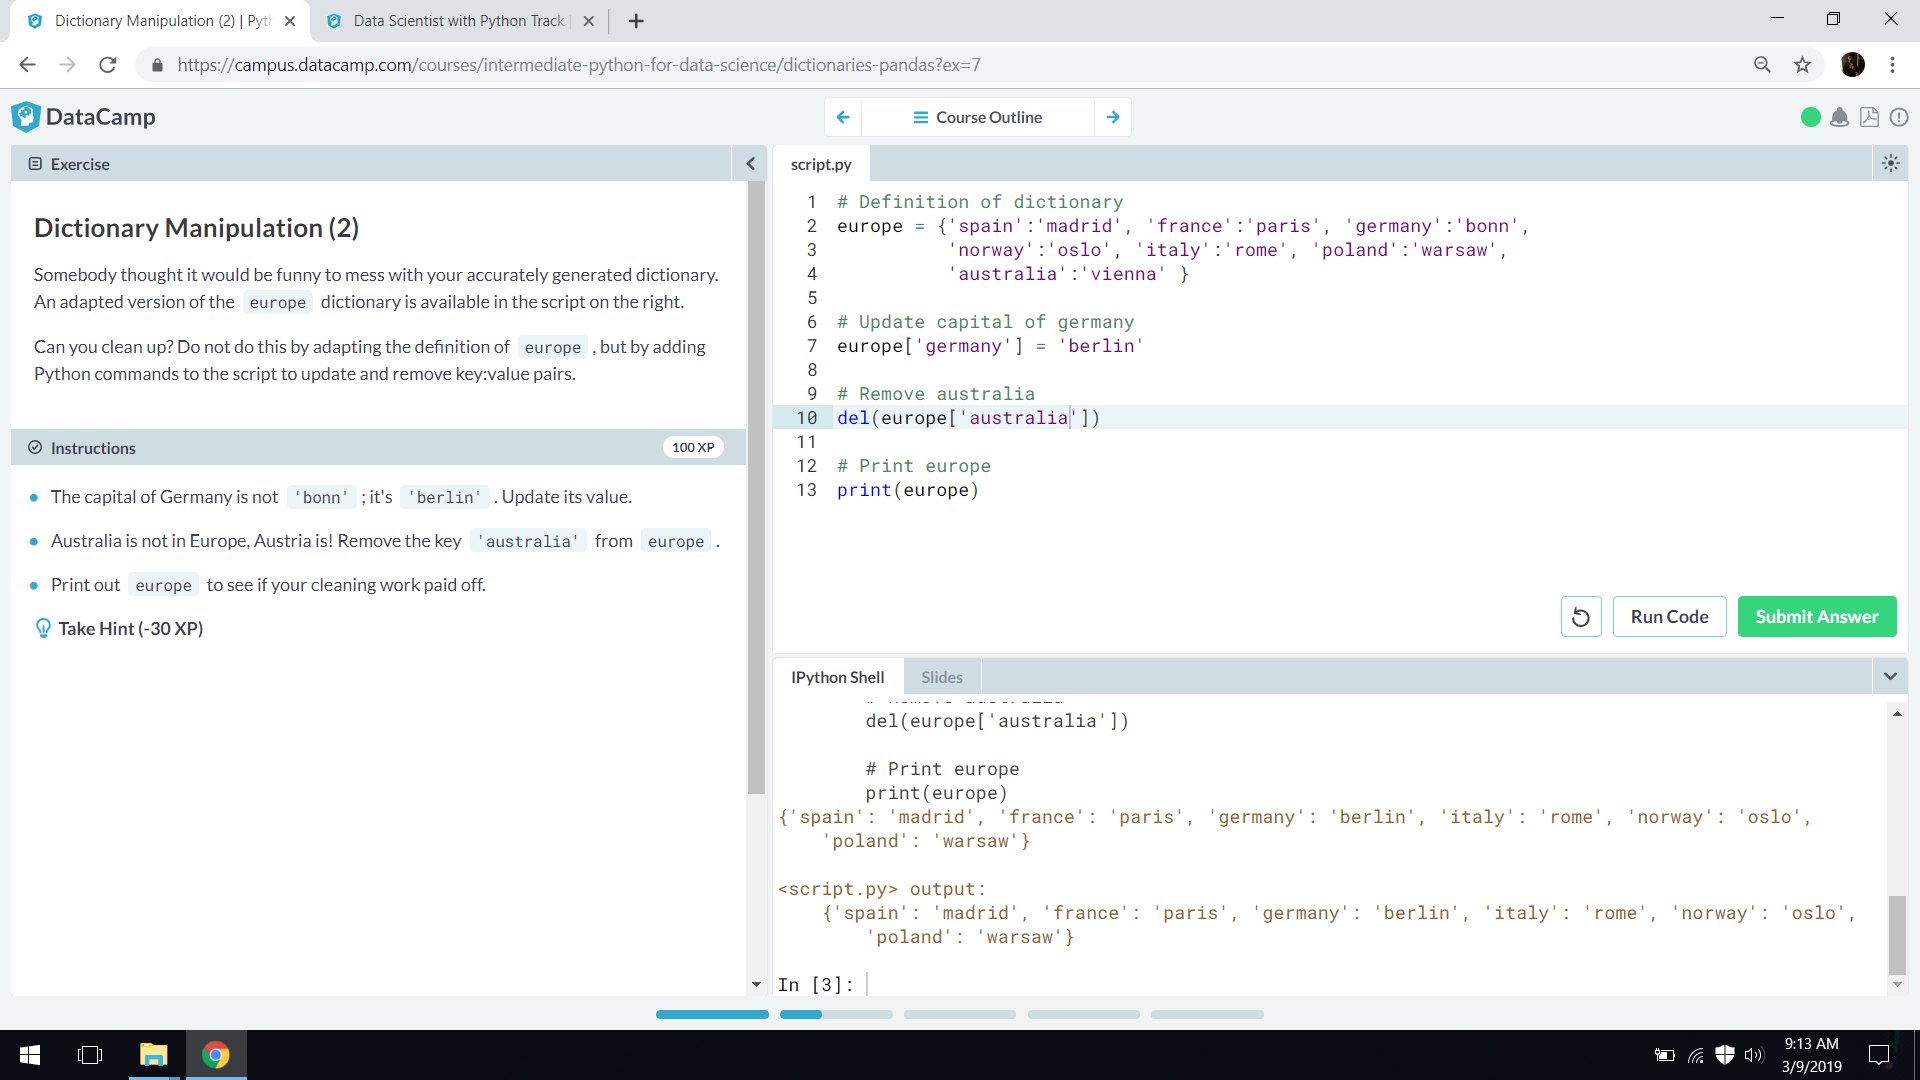 Dictionary Manipulation (2) | Pyth
Data Scientist with Python Track |
https://campus.datacamp.com/courses/intermediate-python-for-data-science/dictionaries-pandas?ex=7
DataCamp
Course Outline
Exercise
Dictionary Manipulation (2)
Somebody thought it would be funny to mess with your accurately generated dictionary.
An adapted version of the europe dictionary is available in the script on the right.
Can you clean up? Do not do this by adapting the definition of europe , but by adding
Python commands to the script to update and remove key:value pairs.
Instructions
100 XP
The capital of Germany is not 'bonn' ; it's 'berlin' . Update its value.
Australia is not in Europe, Austria is! Remove the key 'australia' from europe .
Print out europe to see if your cleaning work paid off.
Take Hint (-30 XP)
script.py
1 # Definition of dictionary
2 europe = {'spain':'madrid', 'france':'paris', 'germany':'bonn',
3 'norway':'oslo', 'italy':'rome', 'poland':'warsaw',
4 'australia':'vienna' }
5
6 # Update capital of germany
7 europe['germany'] = 'berlin'
8
9 # Remove australia
10 del(europe['australia'])
11
12 # Print europe
13 print(europe)
Run Code
Submit Answer
IPython Shell
Slides
del(europe['australia'])
# Print europe
print(europe)
{'spain': 'madrid', 'france': 'paris', 'germany': 'berlin', 'italy': 'rome', 'norway': 'oslo',
'poland': 'warsaw'}
<script.py> output:
{'spain': 'madrid', 'france': 'paris', 'germany': 'berlin', 'italy': 'rome', 'norway': 'oslo',
'poland': 'warsaw'}
In [3]:
9:13 AM
3/9/2019